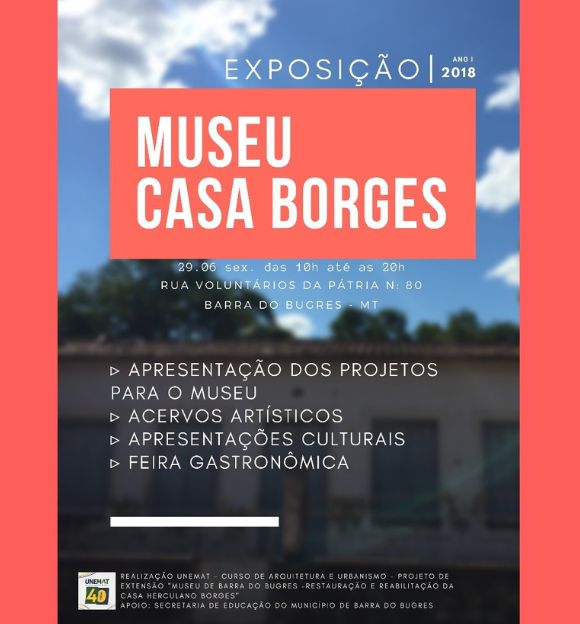 EXPOSIÇÃO|
ANO I
2018
MUSEU
CASA BORGES
29.06 sex. das 10h até as 20h
RUA VOLUNTÁRIOS DA PÁTRIA N: 80
BARRA DO BUGRES - MT
▹ APRESENTAÇÃO DOS PROJETOS
PARA O MUSEU
▹ ACERVOS ARTÍSTICOS
▹ APRESENTAÇÕES CULTURAIS
▹ FEIRA GASTRONÔMICA
UNEMAT
40
REALIZAÇÃO UNEMAT - CURSO DE ARQUITETURA E URBANISMO - PROJETO DE
EXTENSÃO "MUSEU DE BARRA DO BUGRES -RESTAURAÇÃO E REABILITAÇÃO DA
CASA HERCULANO BORGES"
APOIO: SECRETARIA DE EDUCAÇÃO DO MUNICÍPIO DE BARRA DO BUGRES